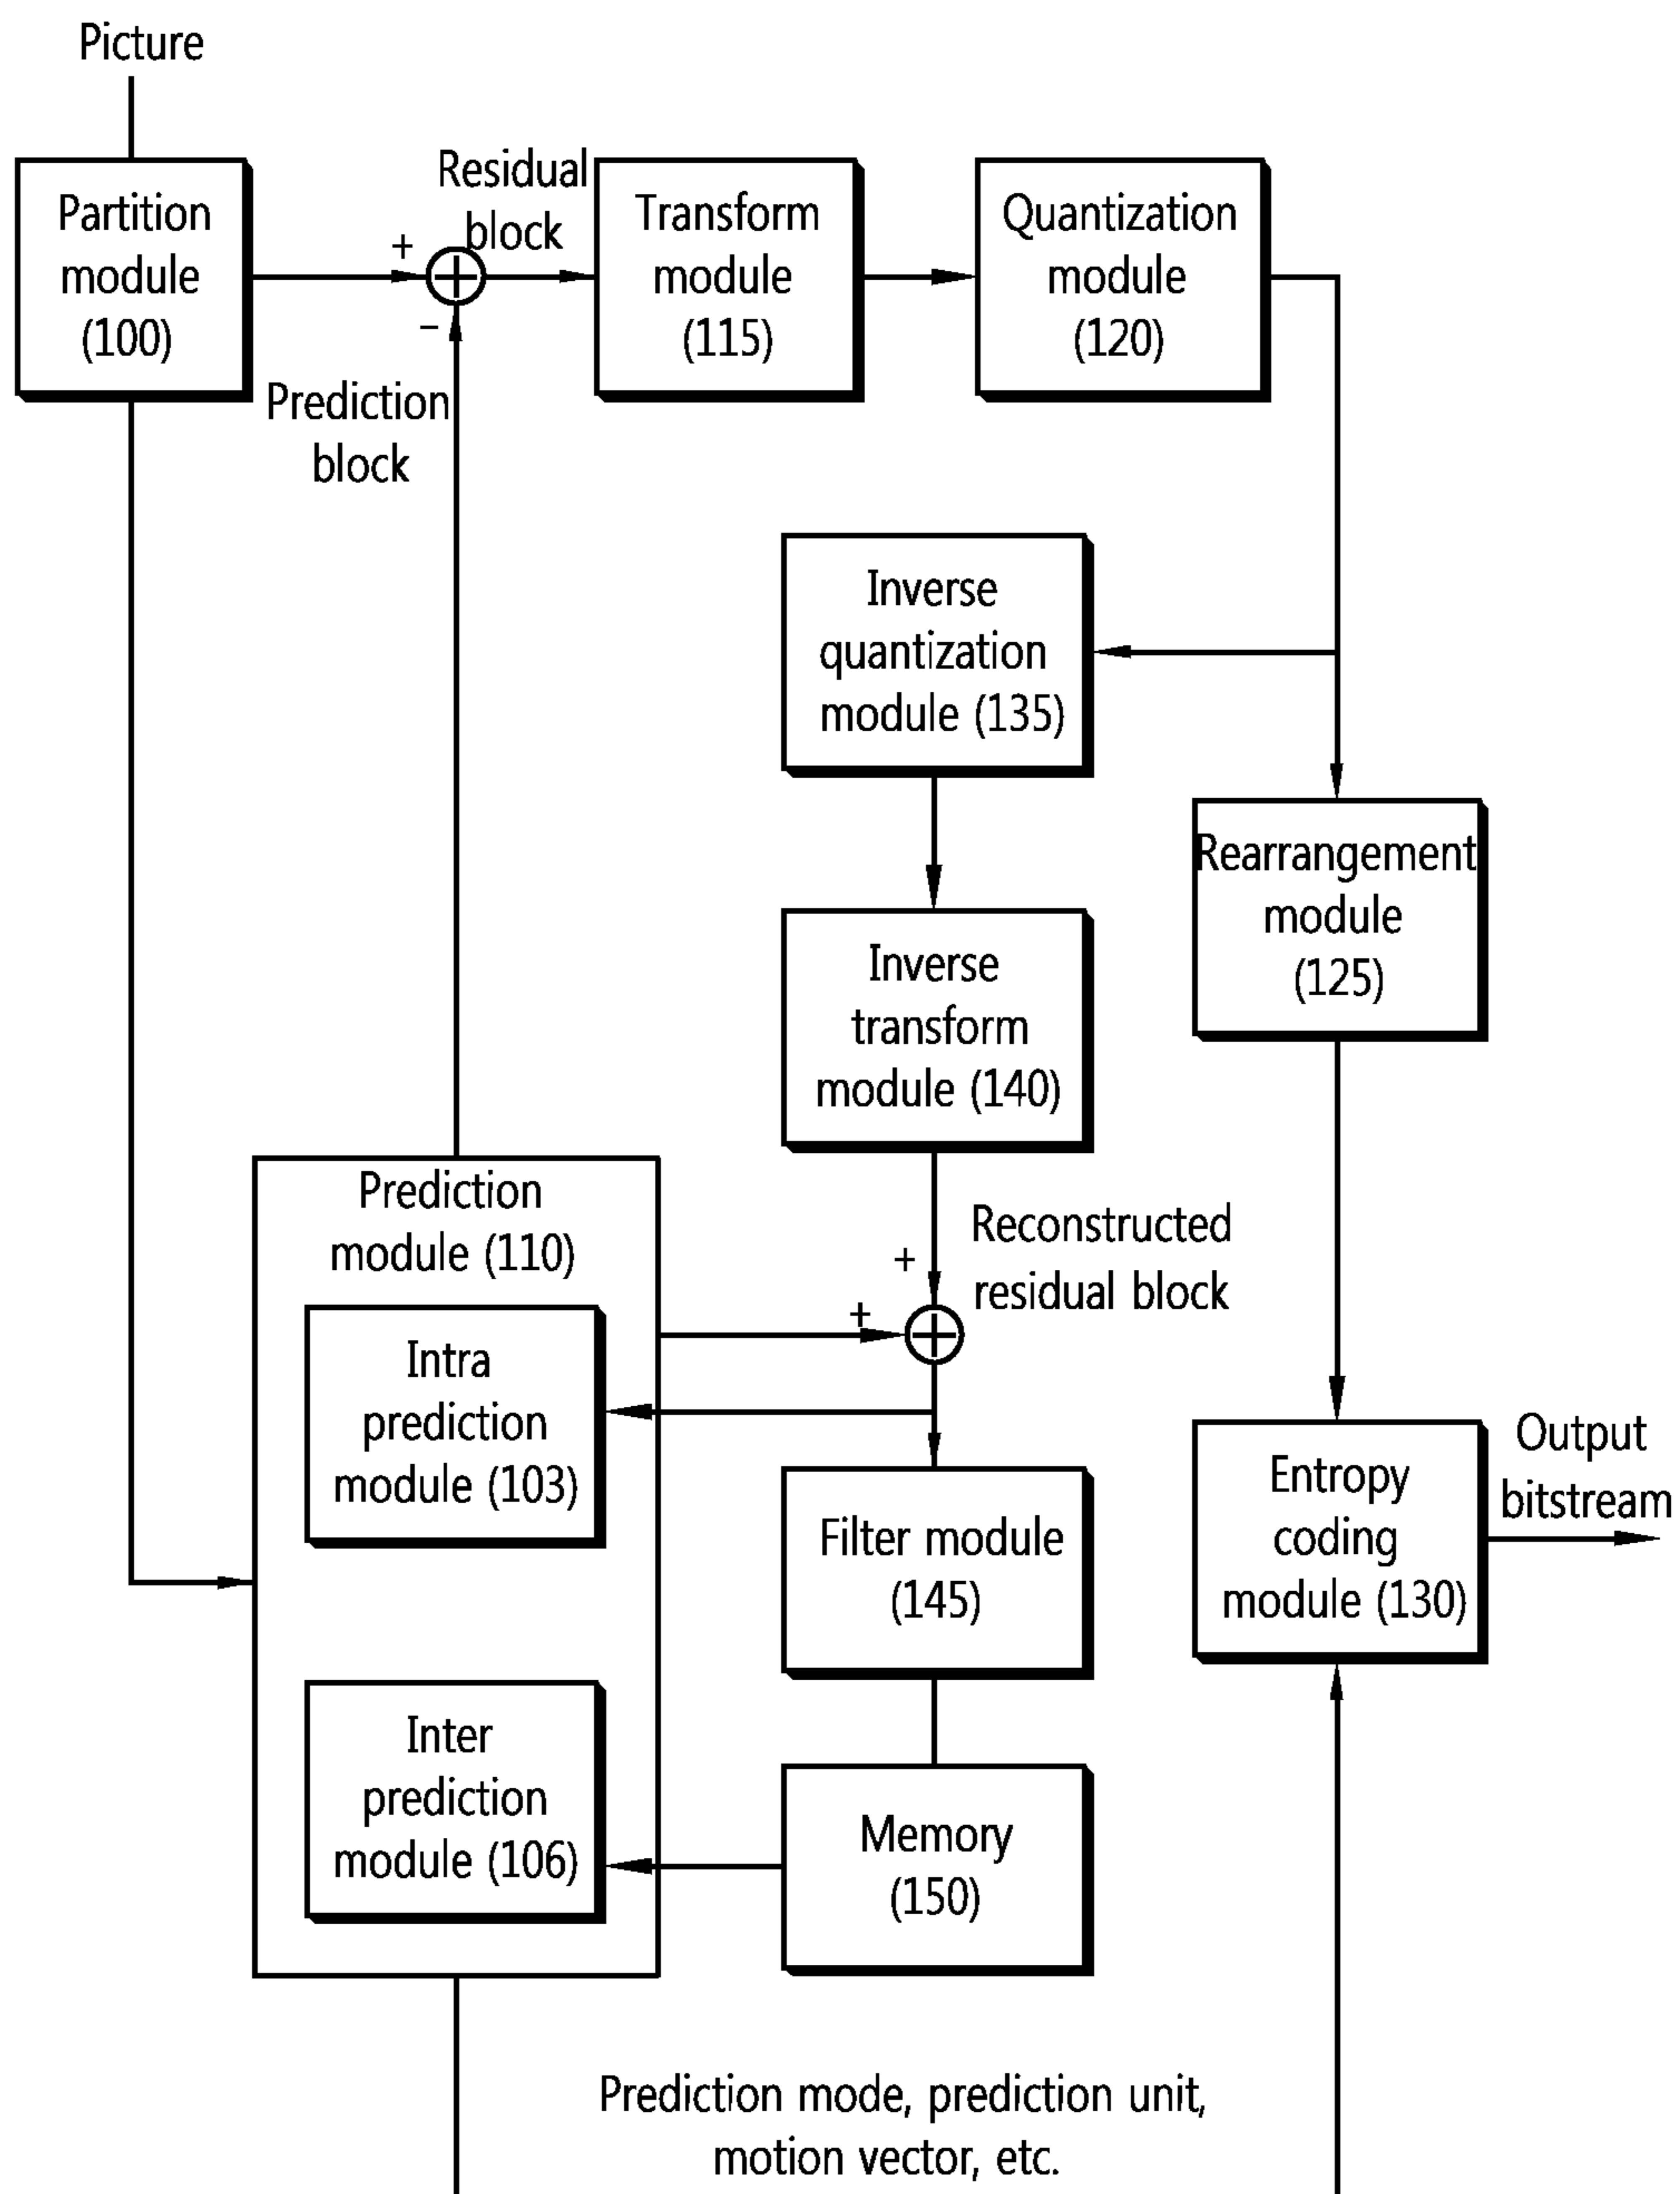 Picture
Partition
module
(100)
+
−
Residual
block
Prediction
block
Transform
module
(115)
Quantization
module
(120)
Inverse
quantization
module (135)
Rearrangement
module
(125)
Inverse
transform
module (140)
Prediction
module (110)
+
Reconstructed
residual block
+
Intra
prediction
module (103)
Filter module
(145)
Entropy
coding
module (130)
Output
bitstream
Inter
prediction
module (106)
Memory
(150)
Prediction mode, prediction unit,
motion vector, etc.